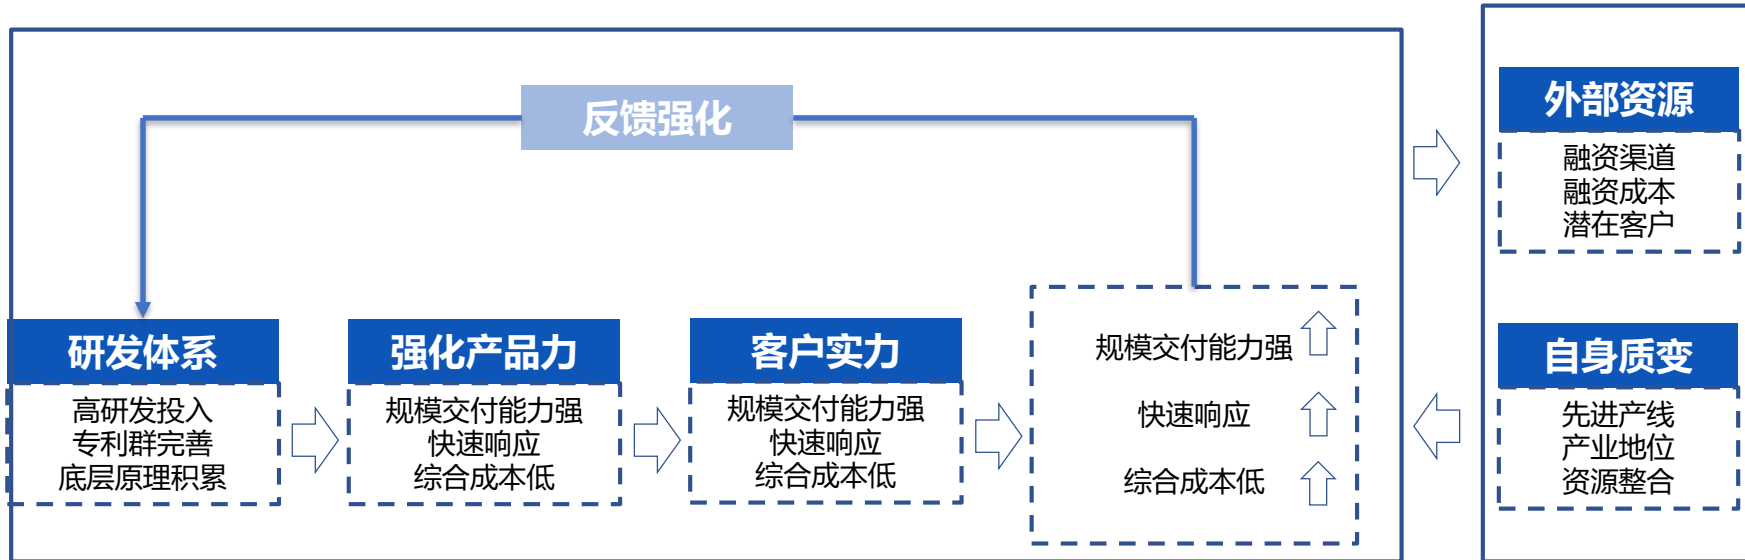 反馈强化
研发体系
高研发投入
专利群完善
底层原理积累
强化产品力
规模交付能力强
快速响应
综合成本低
客户实力
规模交付能力强
快速响应
综合成本低
规模交付能力强
快速响应
综合成本低
外部资源
融资渠道
融资成本
潜在客户
自身质变
先进产线
产业地位
资源整合